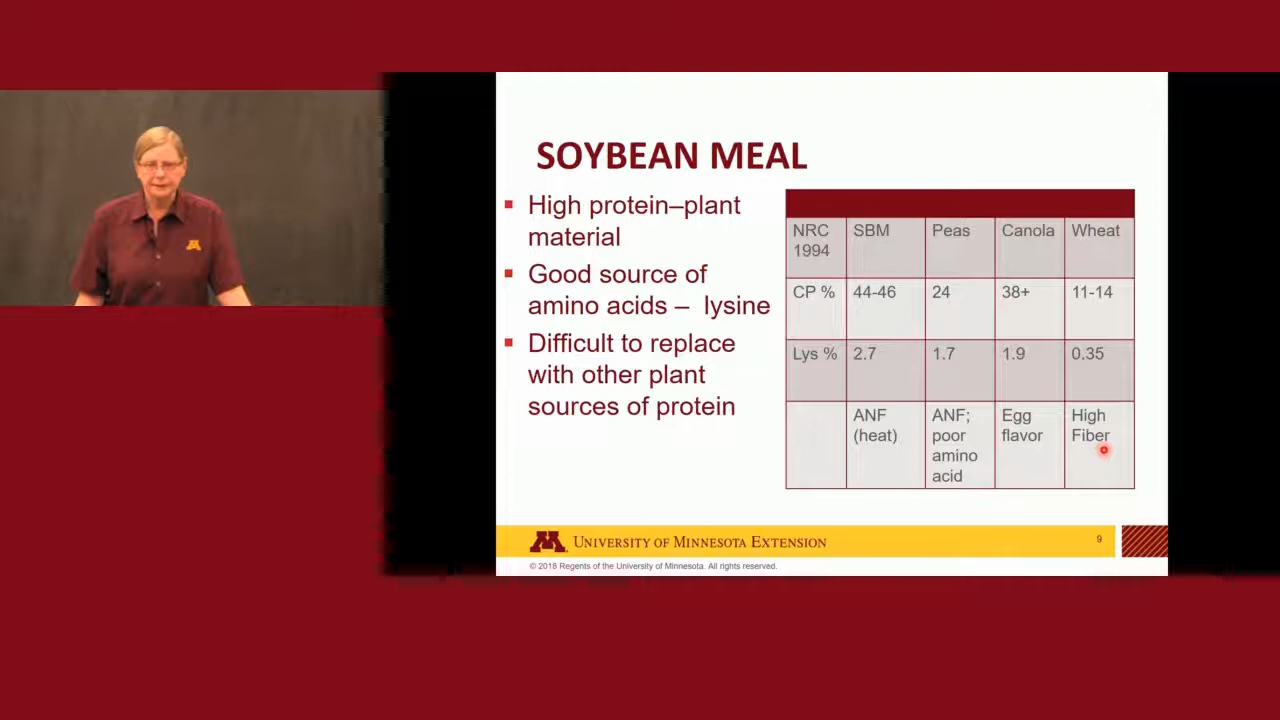 SOYBEAN MEAL
▪ High protein–plant
material
▪ Good source of
amino acids – lysine
▪ Difficult to replace
with other plant
sources of protein
NRC 1994 SBM Peas Canola Wheat
CP % 44-46 24 38+ 11-14
Lys % 2.7 1.7 1.9 0.35
ANF (heat) ANF; poor amino acid Egg flavor High Fiber
M UNIVERSITY OF MINNESOTA EXTENSION
9
© 2018 Regents of the University of Minnesota. All rights reserved.
M